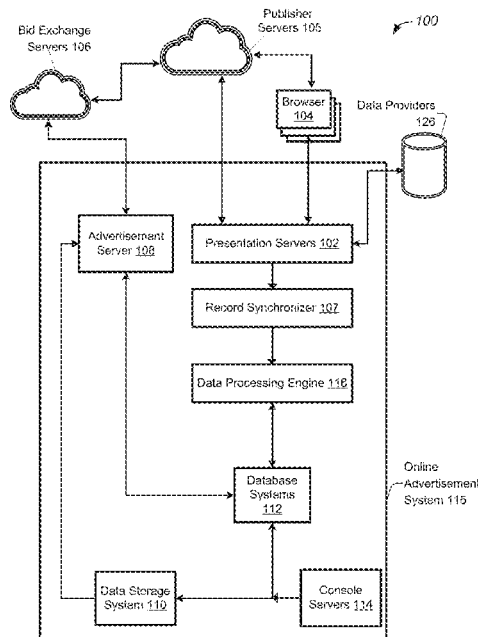 100
Publisher
Servers 105
Bid Exchange
Servers 106
Browser
104
Data Providers
126
Advertisement
Server 108
Presentation Servers 102
Record Synchronizer 107
Data Processing Engine 116
Database
Systems
112
Online
Advertisement
System 115
Data Storage
System 110
Console
Servers 114